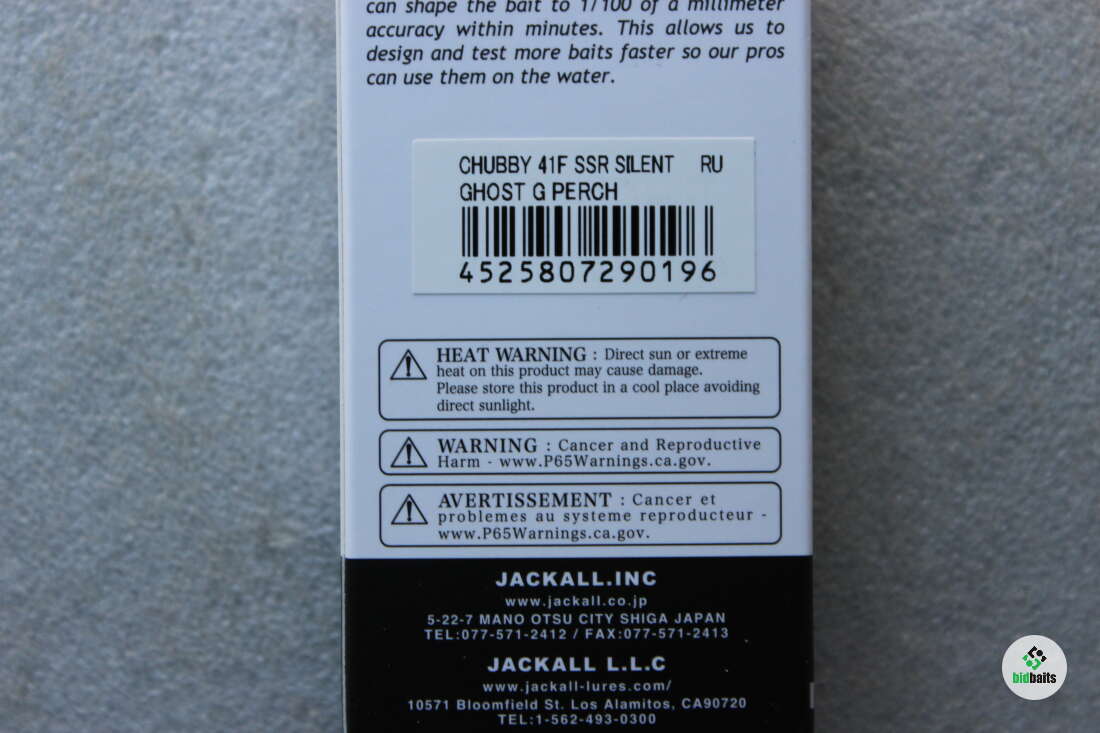 can shape the bait to 1/100 of a millimeter
accuracy within minutes. This allows us to
design and test more baits faster so our pros
can use them on the water.
CHUBBY 41F SSR SILENT RU
GHOST G PERCH
4525807290196
HEAT WARNING : Direct sun or extreme
heat on this product may cause damage.
Please store this product in a cool place avoiding
direct sunlight.
WARNING : Cancer and Reproductive
Harm - www.P65Warnings.ca.gov.
AVERTISSEMENT : Cancer et
problemes au systeme reproducteur -
www.P65Warnings.ca.gov.
JACKALL.INC
www.jackall.co.jp
5-22-7 MANO OTSU CITY SHIGA JAPAN
TEL:077-571-2412 / FAX:077-571-2413
JACKALL L.L.C
www.jackall-lures.com/
10571 Bloomfield St. Los Alamitos, CA90720
TEL:1-562-493-0300
bidbaits